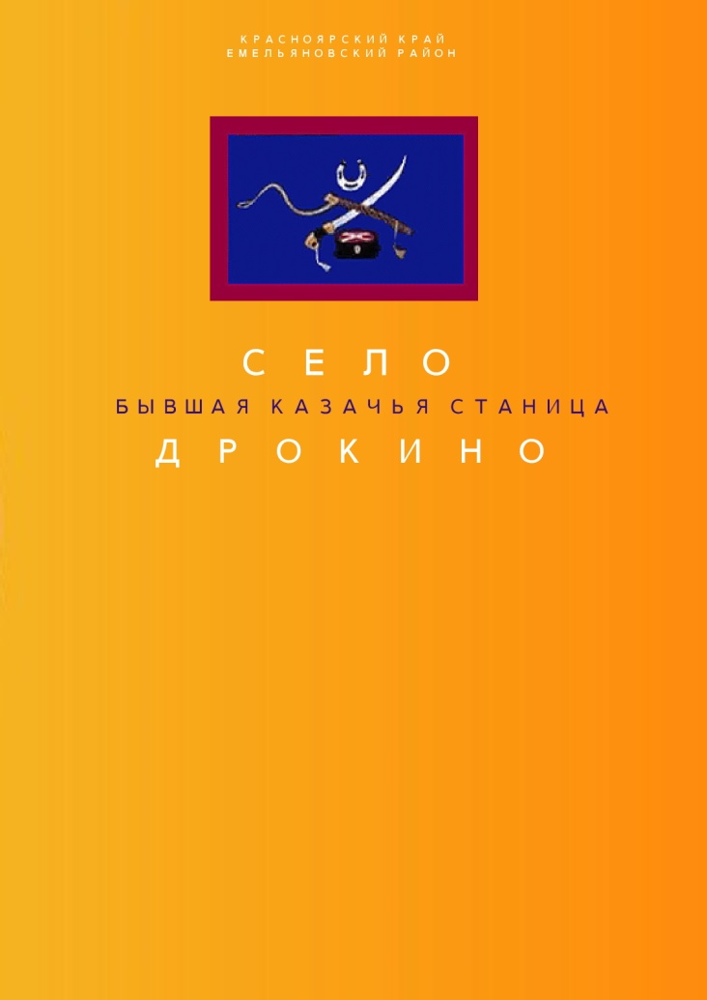 КРАСНОЯРСКИЙ КРАЙ
ЕМЕЛЬЯНОВСКИЙ РАЙОН
СЕЛО
БЫВШАЯ КАЗАЧЬЯ СТАНИЦА
ДРОКИНО